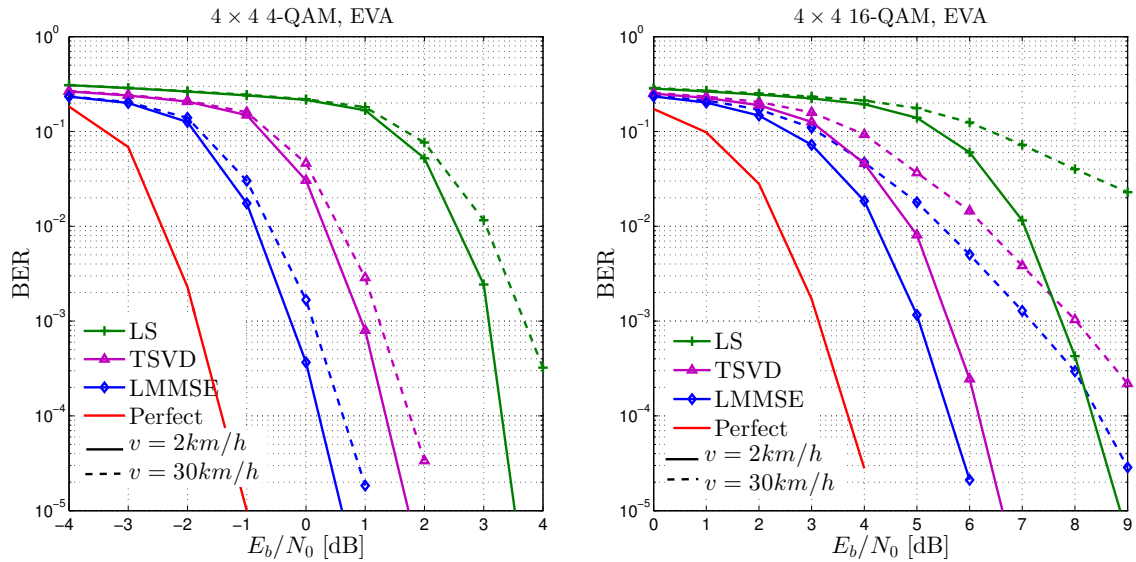 4 × 4 4-QAM, EVA
BER
10^0
10^−1
10^−2
10^−3
10^−4
10^−5
LS
TSVD
LMMSE
Perfect
v = 2km/h
v = 30km/h
−4 −3 −2 −1 0 1 2 3 4
E_b/N_0 [dB]
4 × 4 16-QAM, EVA
BER
10^0
10^−1
10^−2
10^−3
10^−4
10^−5
LS
TSVD
LMMSE
Perfect
v = 2km/h
v = 30km/h
0 1 2 3 4 5 6 7 8 9
E_b/N_0 [dB]